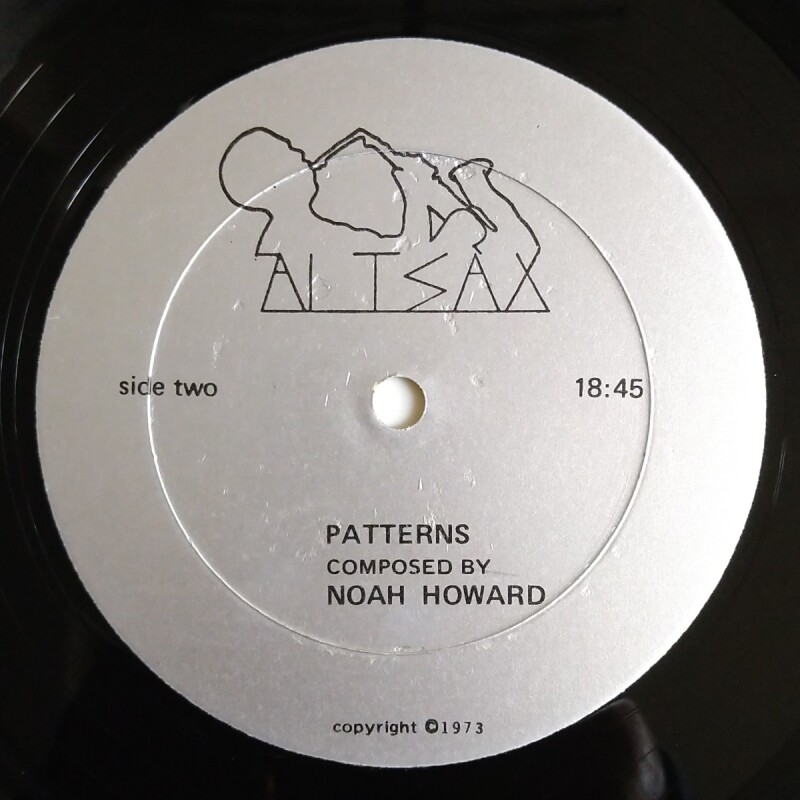 ALTSAX
side two
18:45
PATTERNS
COMPOSED BY
NOAH HOWARD
copyright ©1973